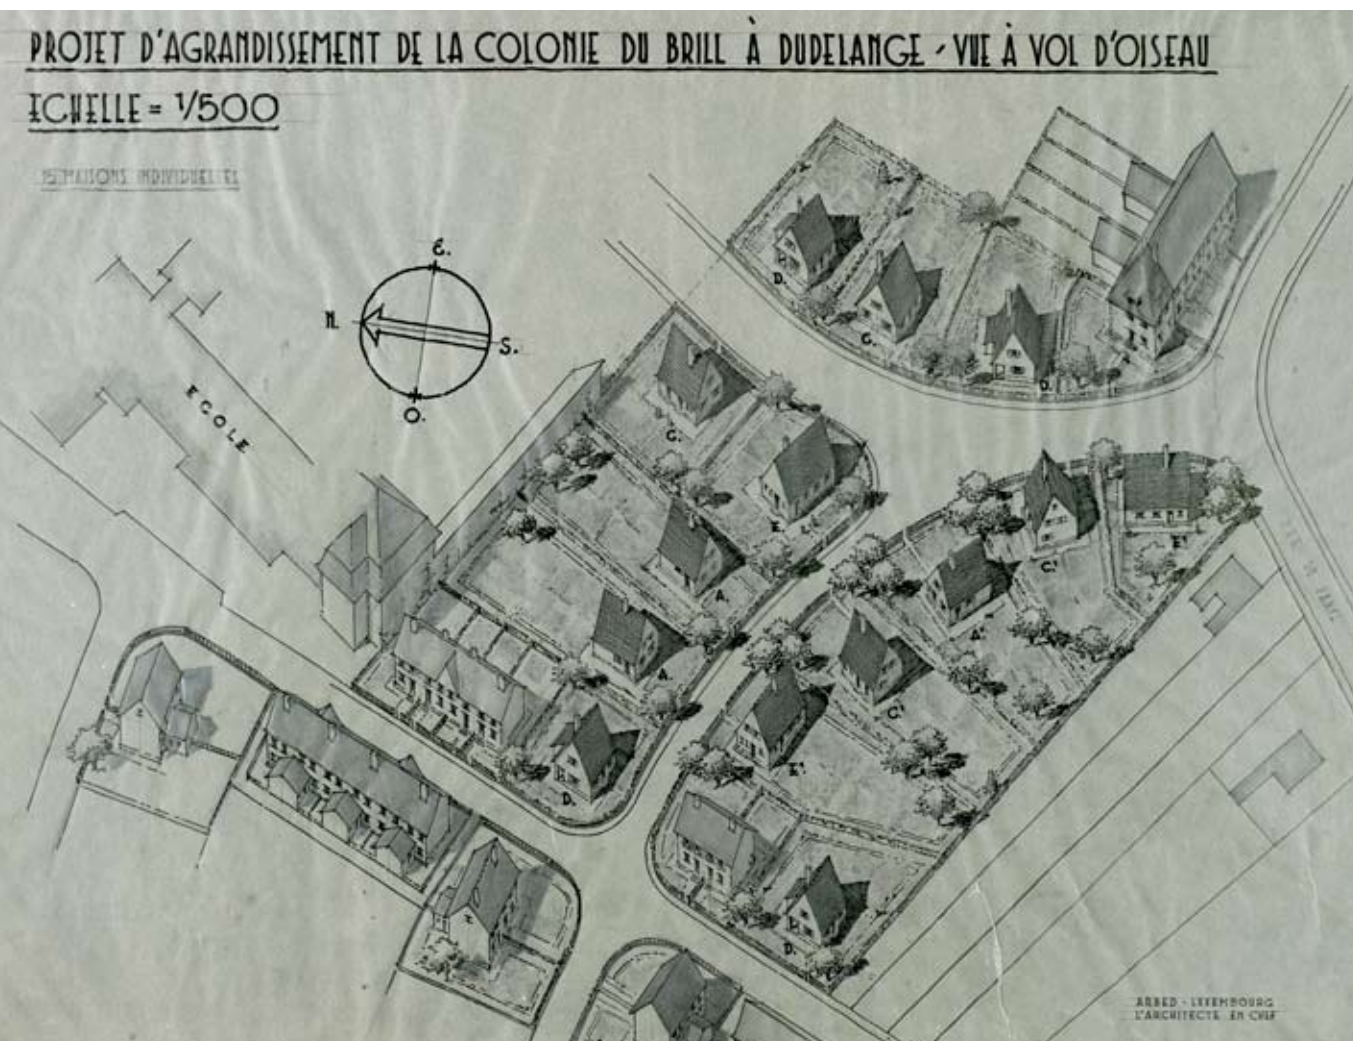 PROJET D'AGRANDISSEMENT DE LA COLONIE DU BRILL À DUDELANGE - VUE À VOL D'OISEAU
ECHELLE = 1/500
15 MAISONS INDIVIDUELLES
E.
N.
S.
O.
ECOLE
D.
G.
D.
G.
E.
A.
A.
D.
E'.
C'.
A'.
G'.
E'.
D.
ARBED - LUXEMBOURG
L'ARCHITECTE EN CHEF